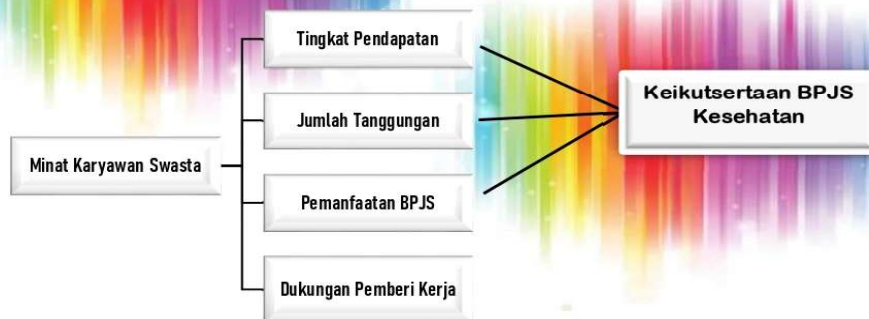 Minat Karyawan Swasta
Tingkat Pendapatan
Jumlah Tanggungan
Pemanfaatan BPJS
Dukungan Pemberi Kerja
Keikutsertaan BPJS
Kesehatan